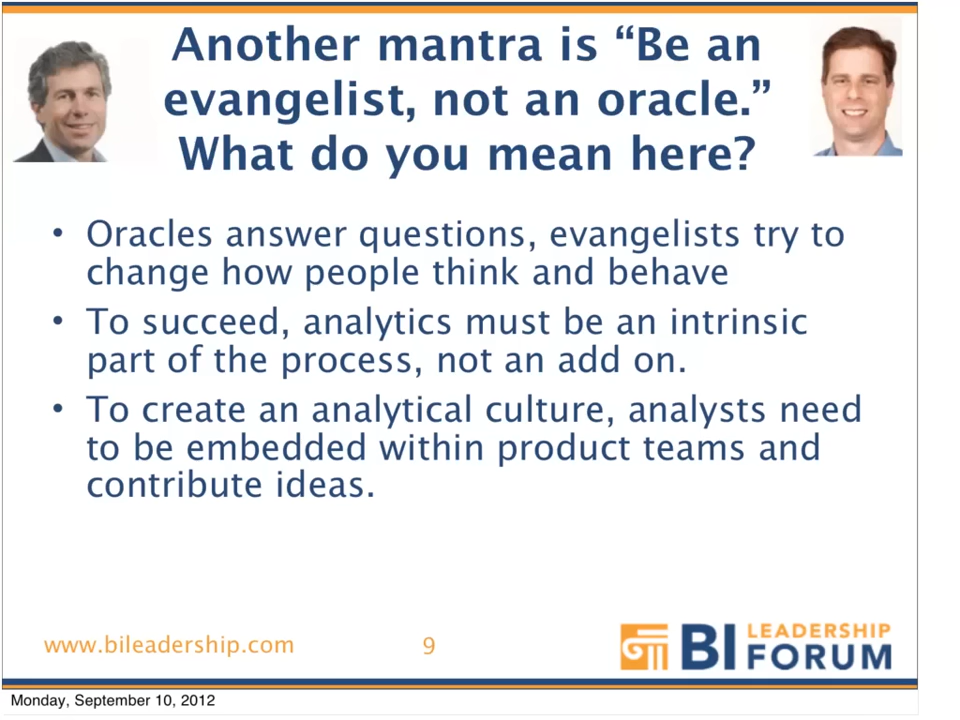 Another mantra is “Be an
evangelist, not an oracle.”
What do you mean here?
• Oracles answer questions, evangelists try to
change how people think and behave
• To succeed, analytics must be an intrinsic
part of the process, not an add on.
• To create an analytical culture, analysts need
to be embedded within product teams and
contribute ideas.
www.bileadership.com
9
BI LEADERSHIP
FORUM
Monday, September 10, 2012